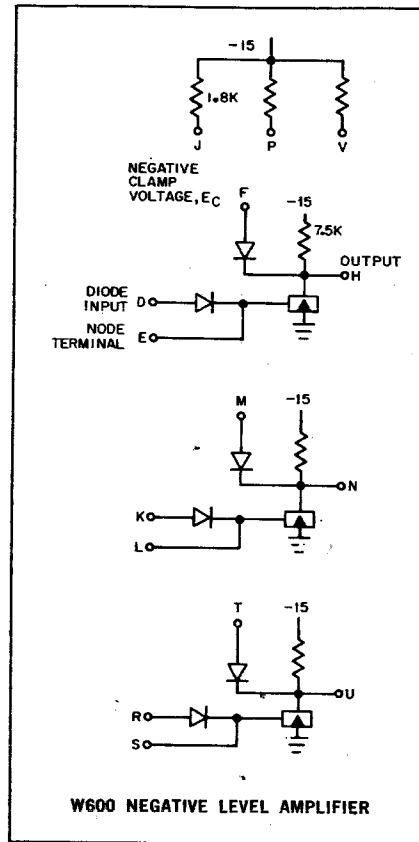 -15
1.8K
J P V
NEGATIVE
CLAMP
VOLTAGE, EC
F
-15
7.5K
OUTPUT
H
DIODE
INPUT
D
NODE
TERMINAL
E
M
-15
N
K
L
T
-15
U
R
S
W600 NEGATIVE LEVEL AMPLIFIER